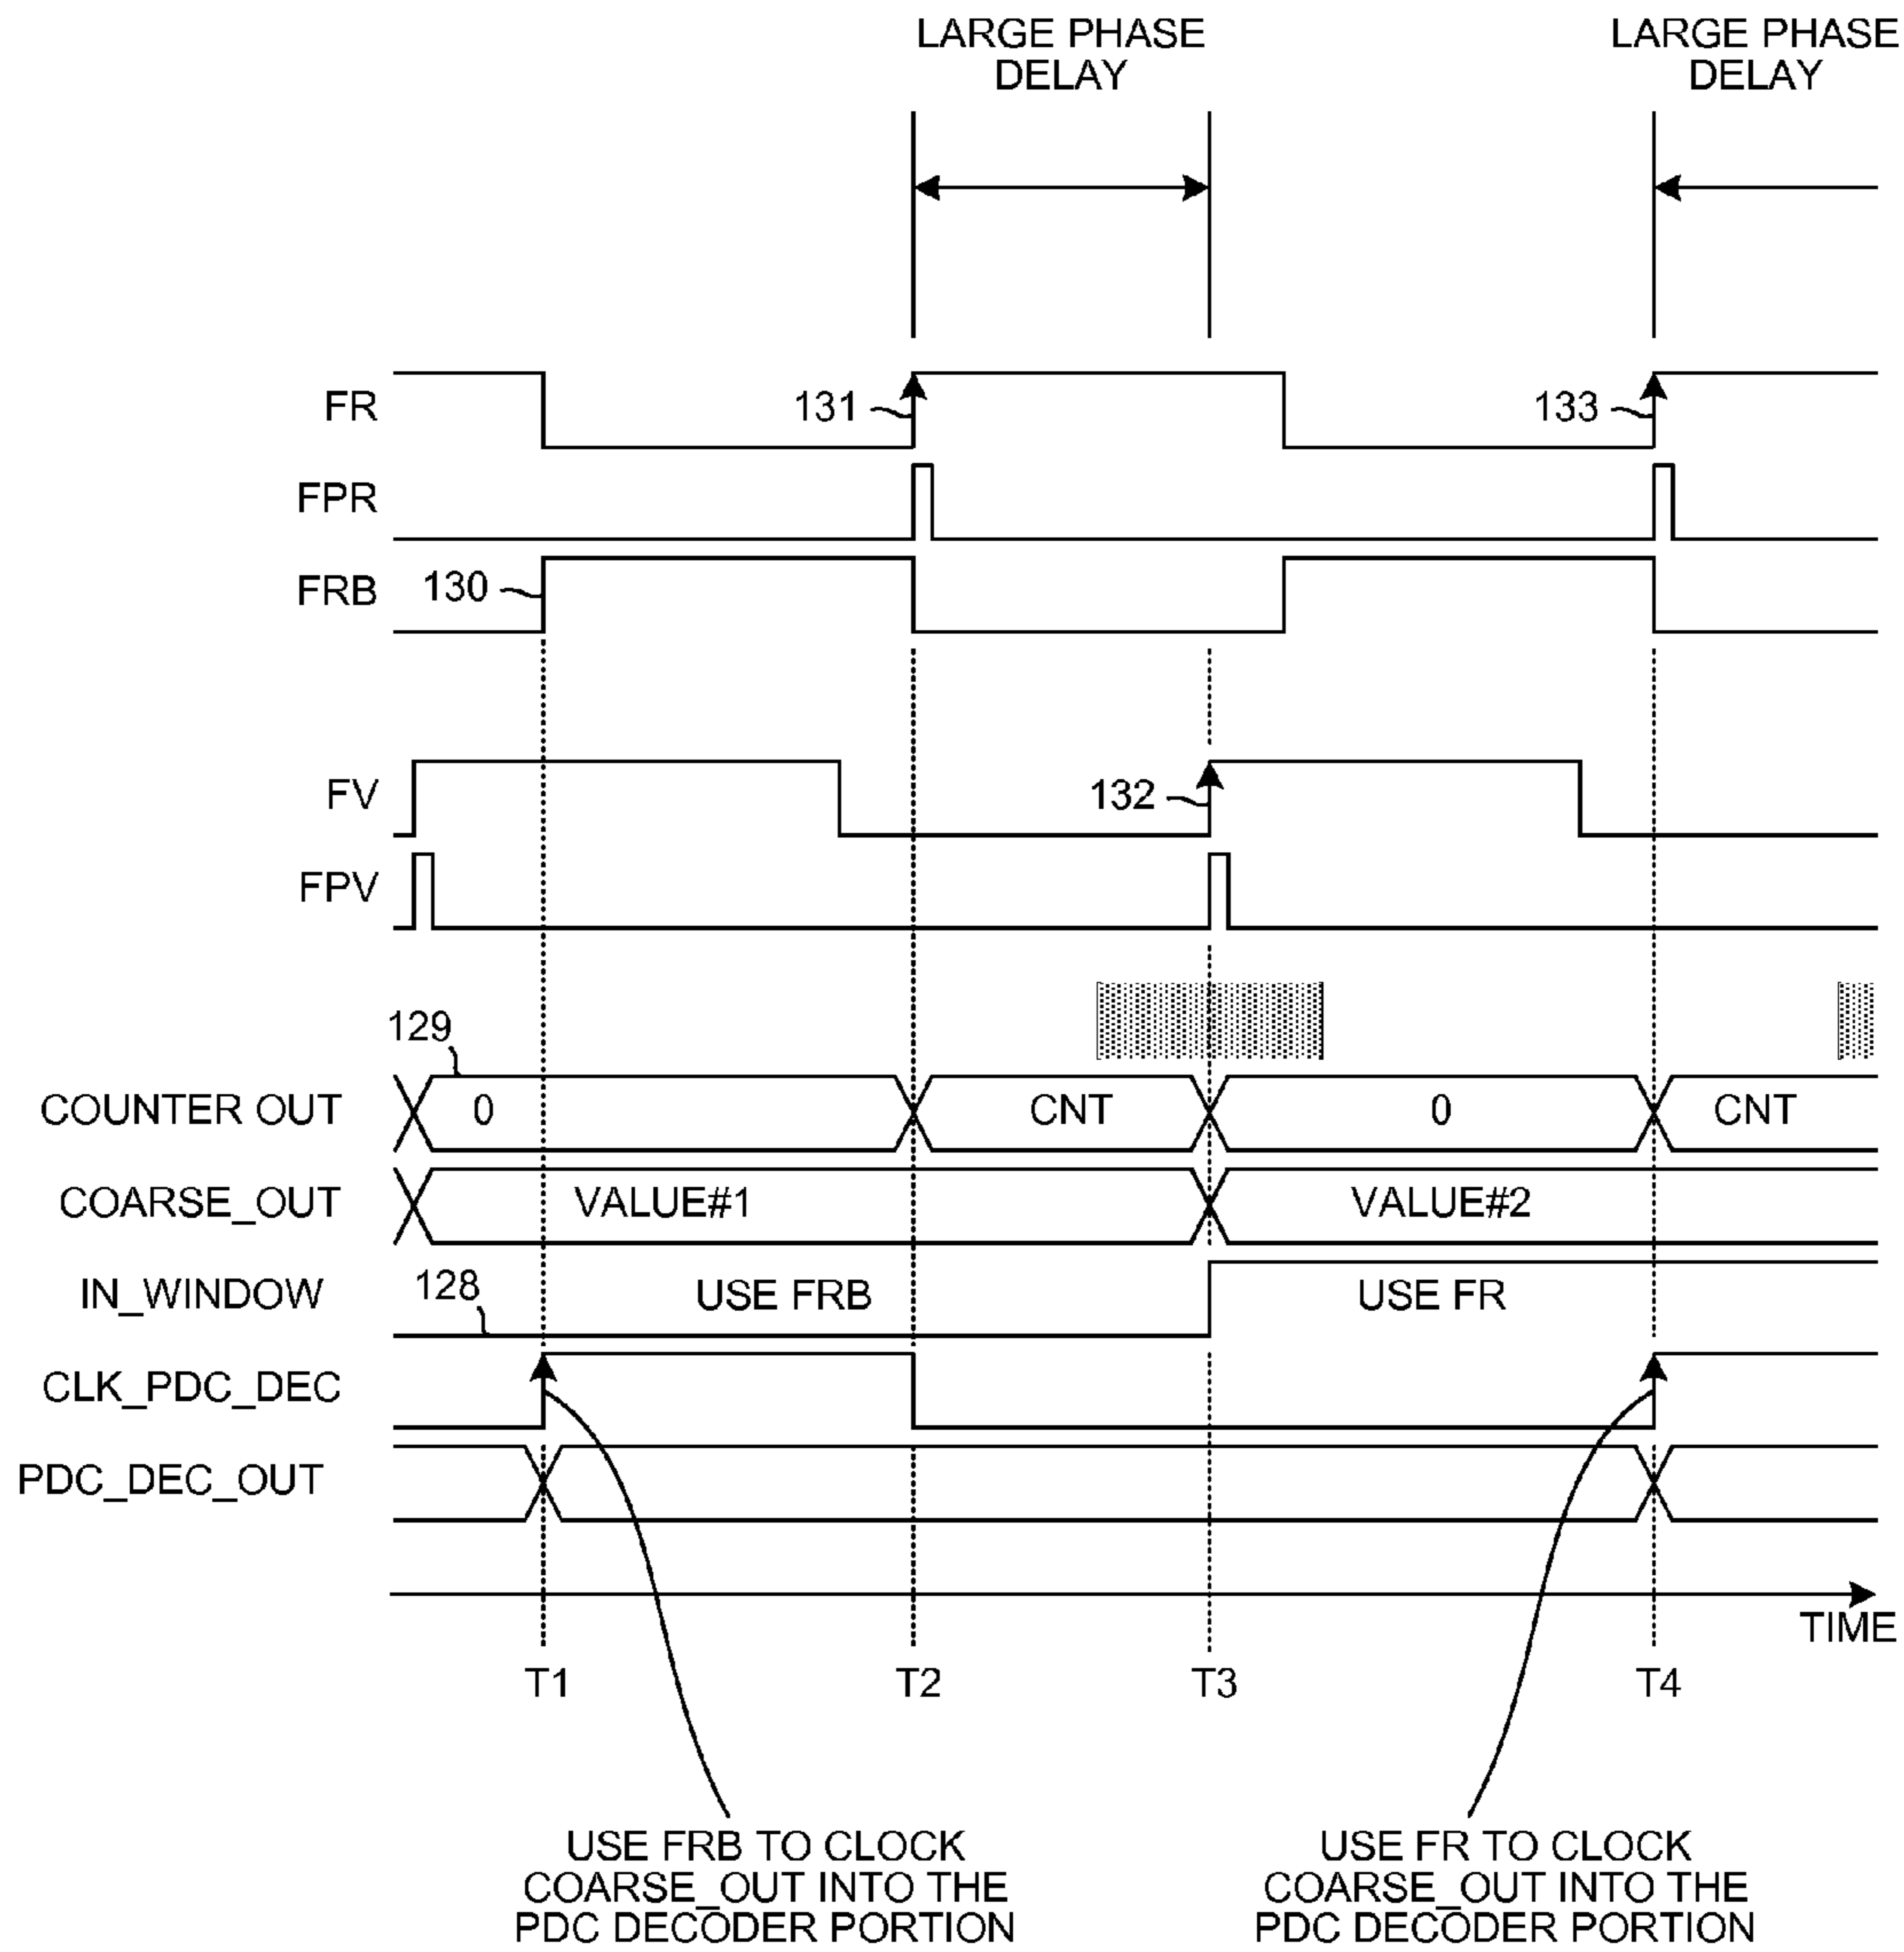 LARGE PHASE
DELAY
LARGE PHASE
DELAY
FR
131
133
FPR
FRB
130
FV
132
FPV
129
COUNTER OUT
0
CNT
0
CNT
COARSE_OUT
VALUE#1
VALUE#2
IN_WINDOW
128
USE FRB
USE FR
CLK_PDC_DEC
PDC_DEC_OUT
TIME
T1
T2
T3
T4
USE FRB TO CLOCK
COARSE_OUT INTO THE
PDC DECODER PORTION
USE FR TO CLOCK
COARSE_OUT INTO THE
PDC DECODER PORTION